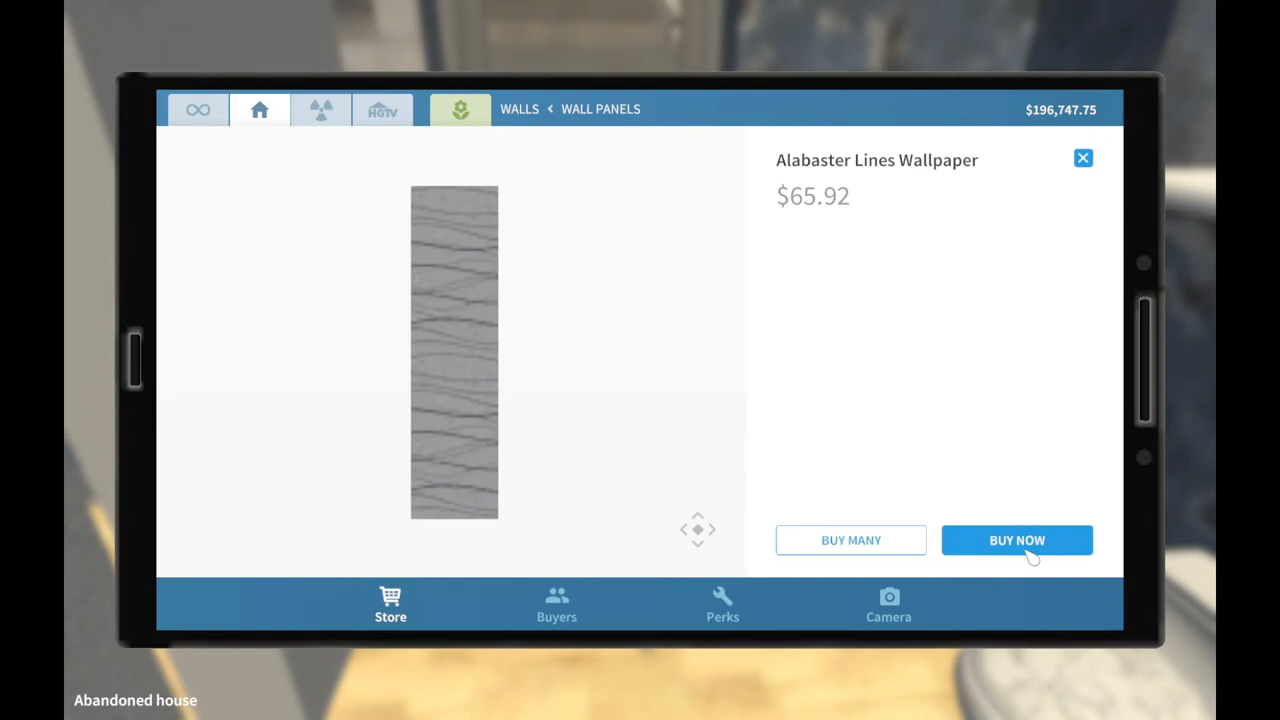 HGTV
WALLS < WALL PANELS
$196,747.75
Alabaster Lines Wallpaper
$65.92
BUY MANY
BUY NOW
Store
Buyers
Perks
Camera
Abandoned house